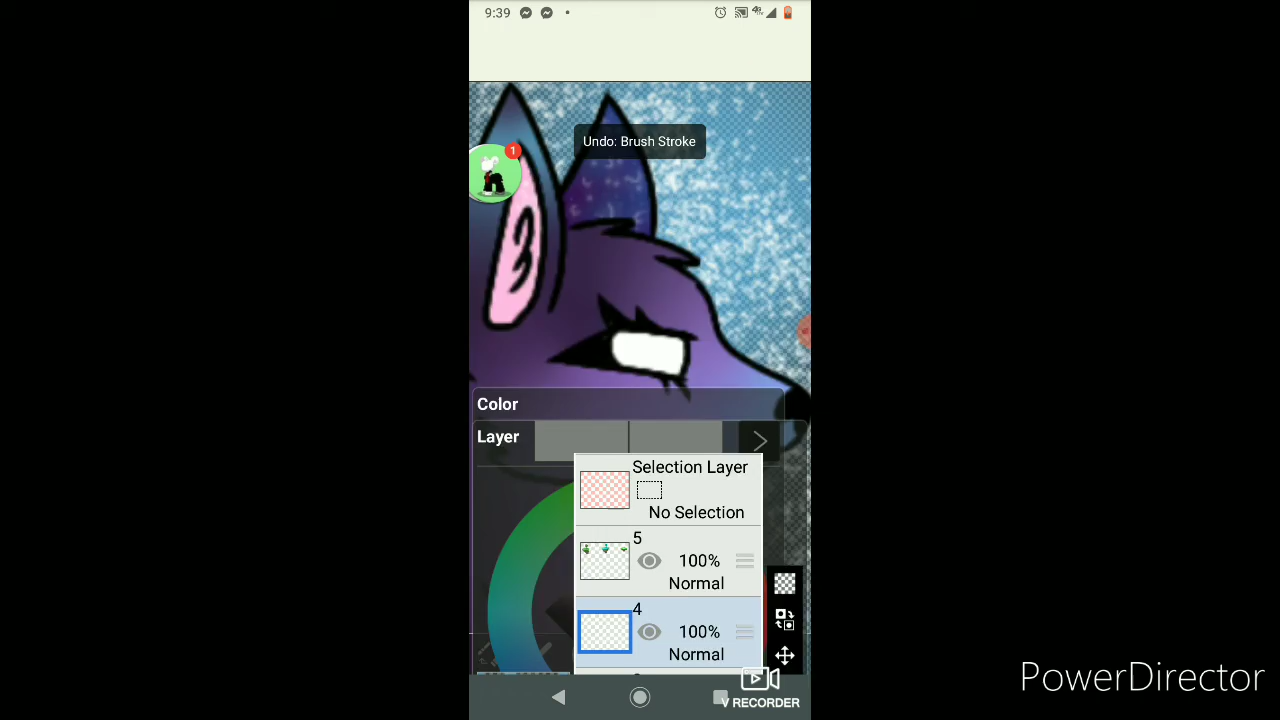 9:39
1
Undo: Brush Stroke
Color
Layer
Selection Layer
No Selection
5
100%
Normal
4
100%
Normal
V RECORDER
PowerDirector